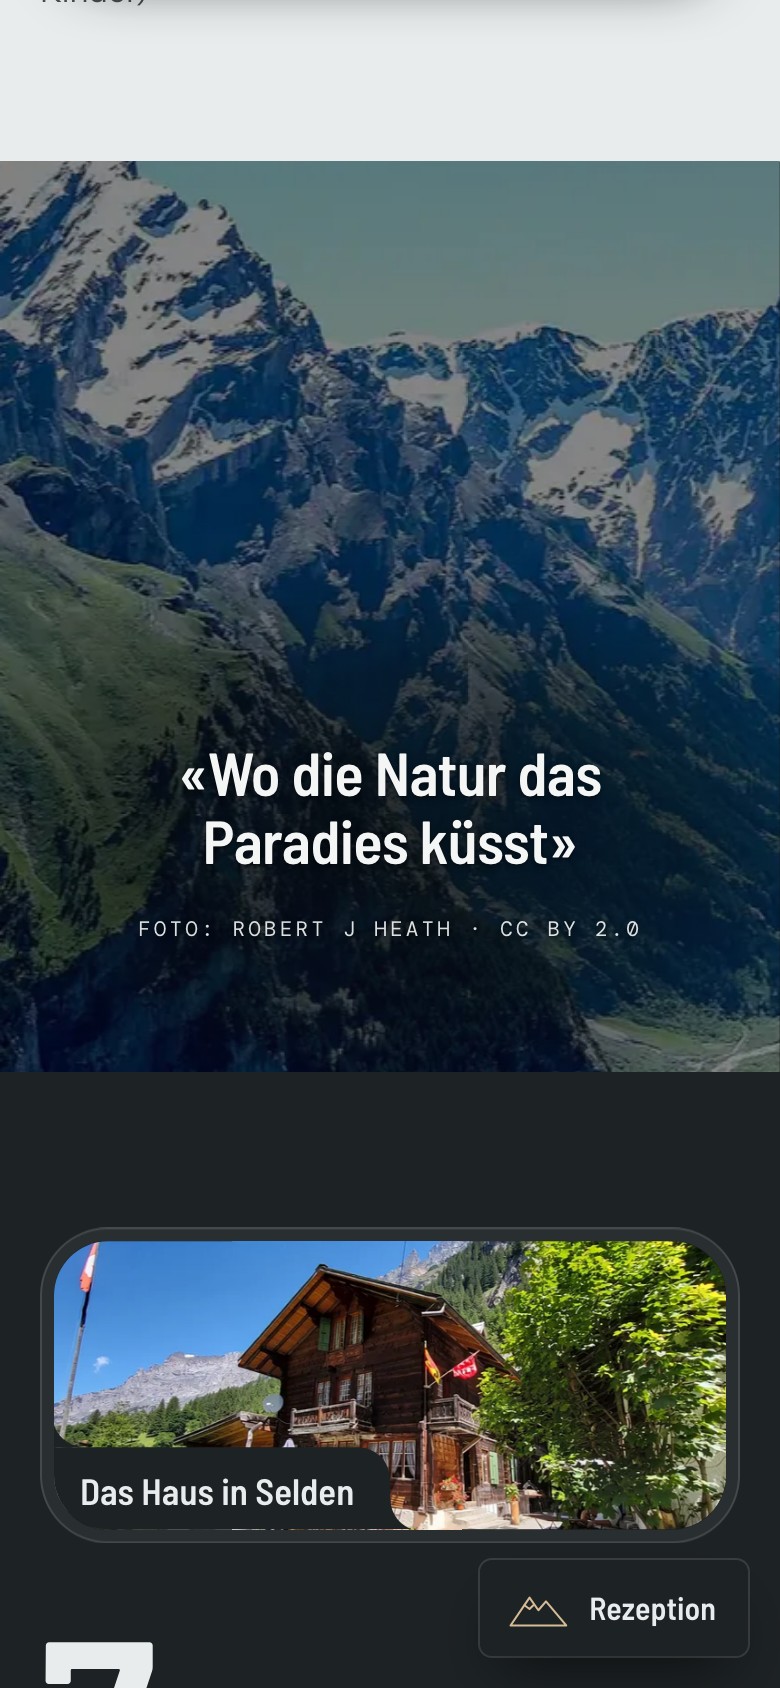 «Wo die Natur das
Paradies küsst»
FOTO: ROBERT J HEATH · CC BY 2.0
Das Haus in Selden
Rezeption